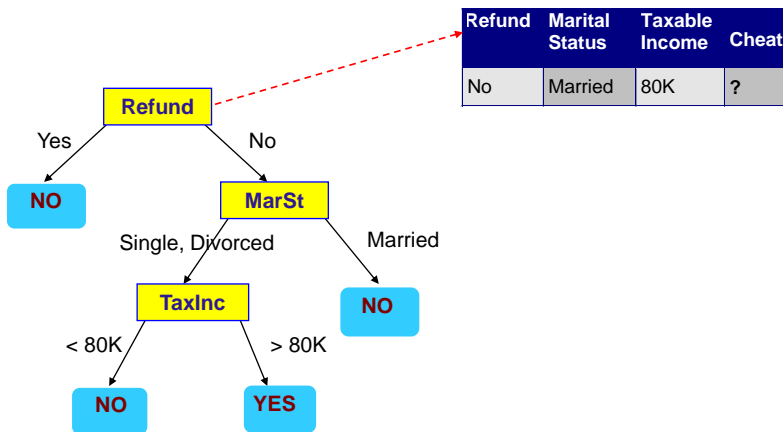 Refund Marital Status Taxable Income Cheat
No Married 80K ?
Refund
Yes No
NO MarSt
Single, Divorced Married
TaxInc NO
< 80K > 80K
NO YES